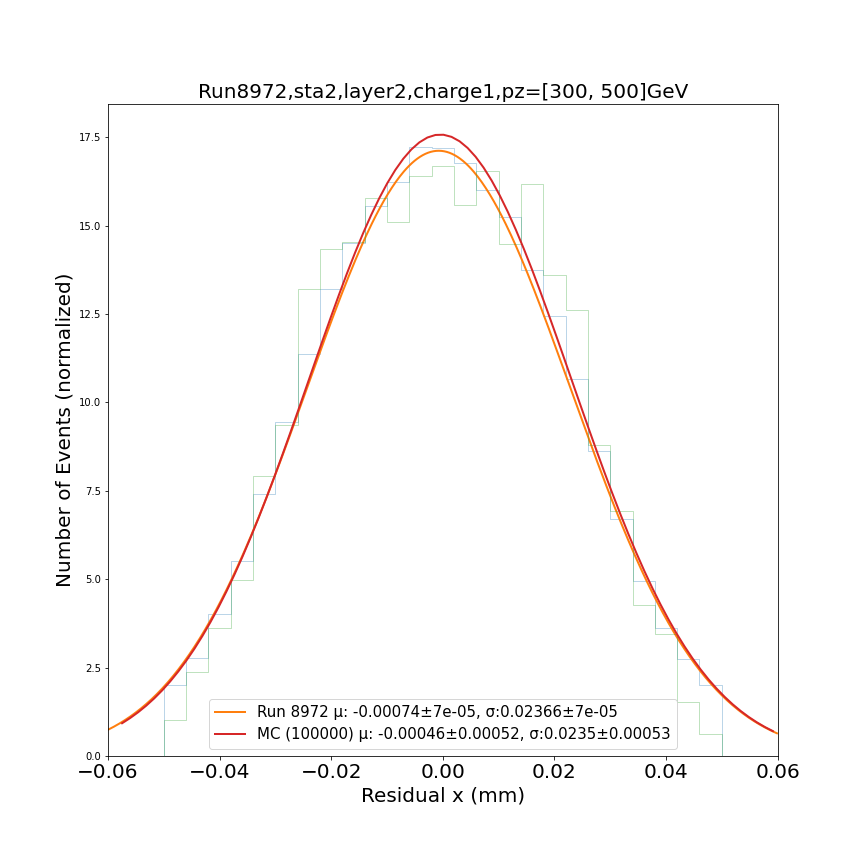 Run8972,sta2,layer2,charge1,pz=[300, 500]GeV
Number of Events (normalized)
17.5
15.0
12.5
10.0
7.5
5.0
2.5
0.0
Run 8972 μ: -0.00074±7e-05, σ:0.02366±7e-05
MC (100000) μ: -0.00046±0.00052, σ:0.0235±0.00053
−0.06 −0.04 −0.02 0.00 0.02 0.04 0.06
Residual x (mm)